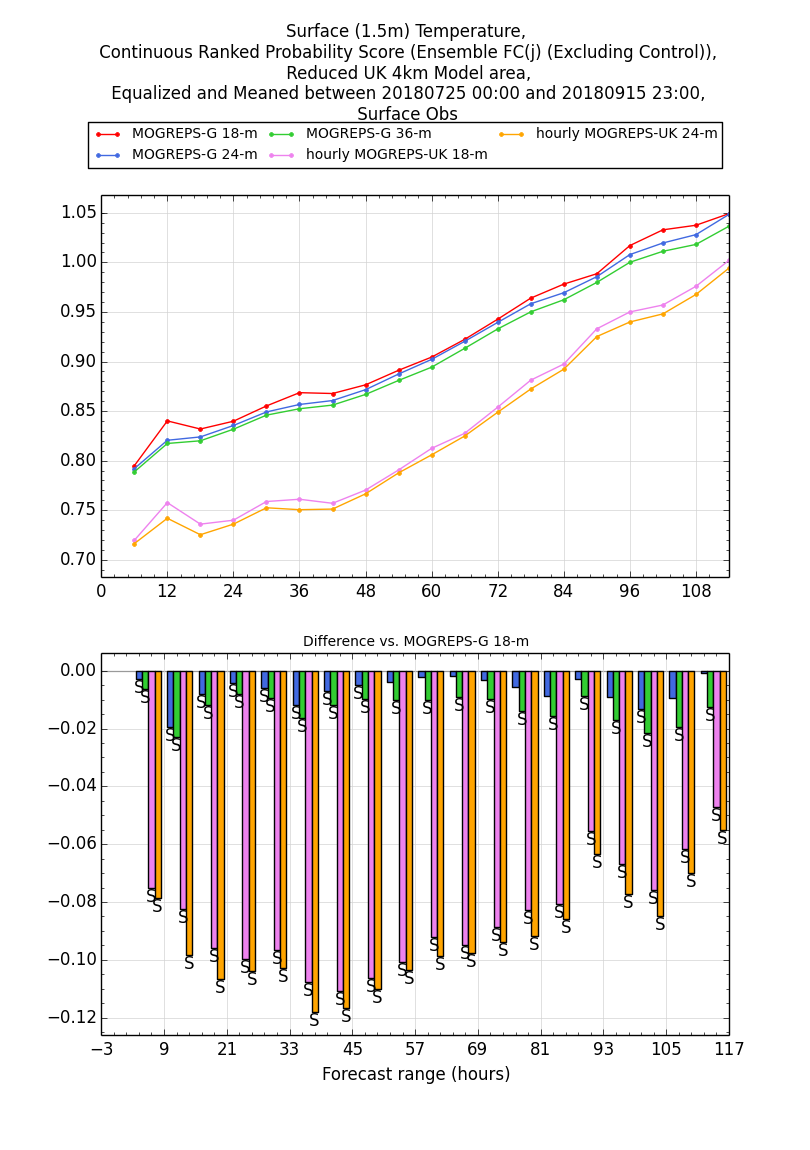 Surface (1.5m) Temperature,
Continuous Ranked Probability Score (Ensemble FC(j) (Excluding Control)),
Reduced UK 4km Model area,
Equalized and Meaned between 20180725 00:00 and 20180915 23:00,
Surface Obs
MOGREPS-G 18-m MOGREPS-G 36-m hourly MOGREPS-UK 24-m
MOGREPS-G 24-m hourly MOGREPS-UK 18-m
1.05
1.00
0.95
0.90
0.85
0.80
0.75
0.70
0 12 24 36 48 60 72 84 96 108
Difference vs. MOGREPS-G 18-m
0.00
−0.02
−0.04
−0.06
−0.08
−0.10
−0.12
S S S S S S S S S S S S S S S S S S S S S S S S S S S S S S S S S S S S S S S S S S S S S S S S S S S S S S S S S S S S S S S S S S
−3 9 21 33 45 57 69 81 93 105 117
Forecast range (hours)